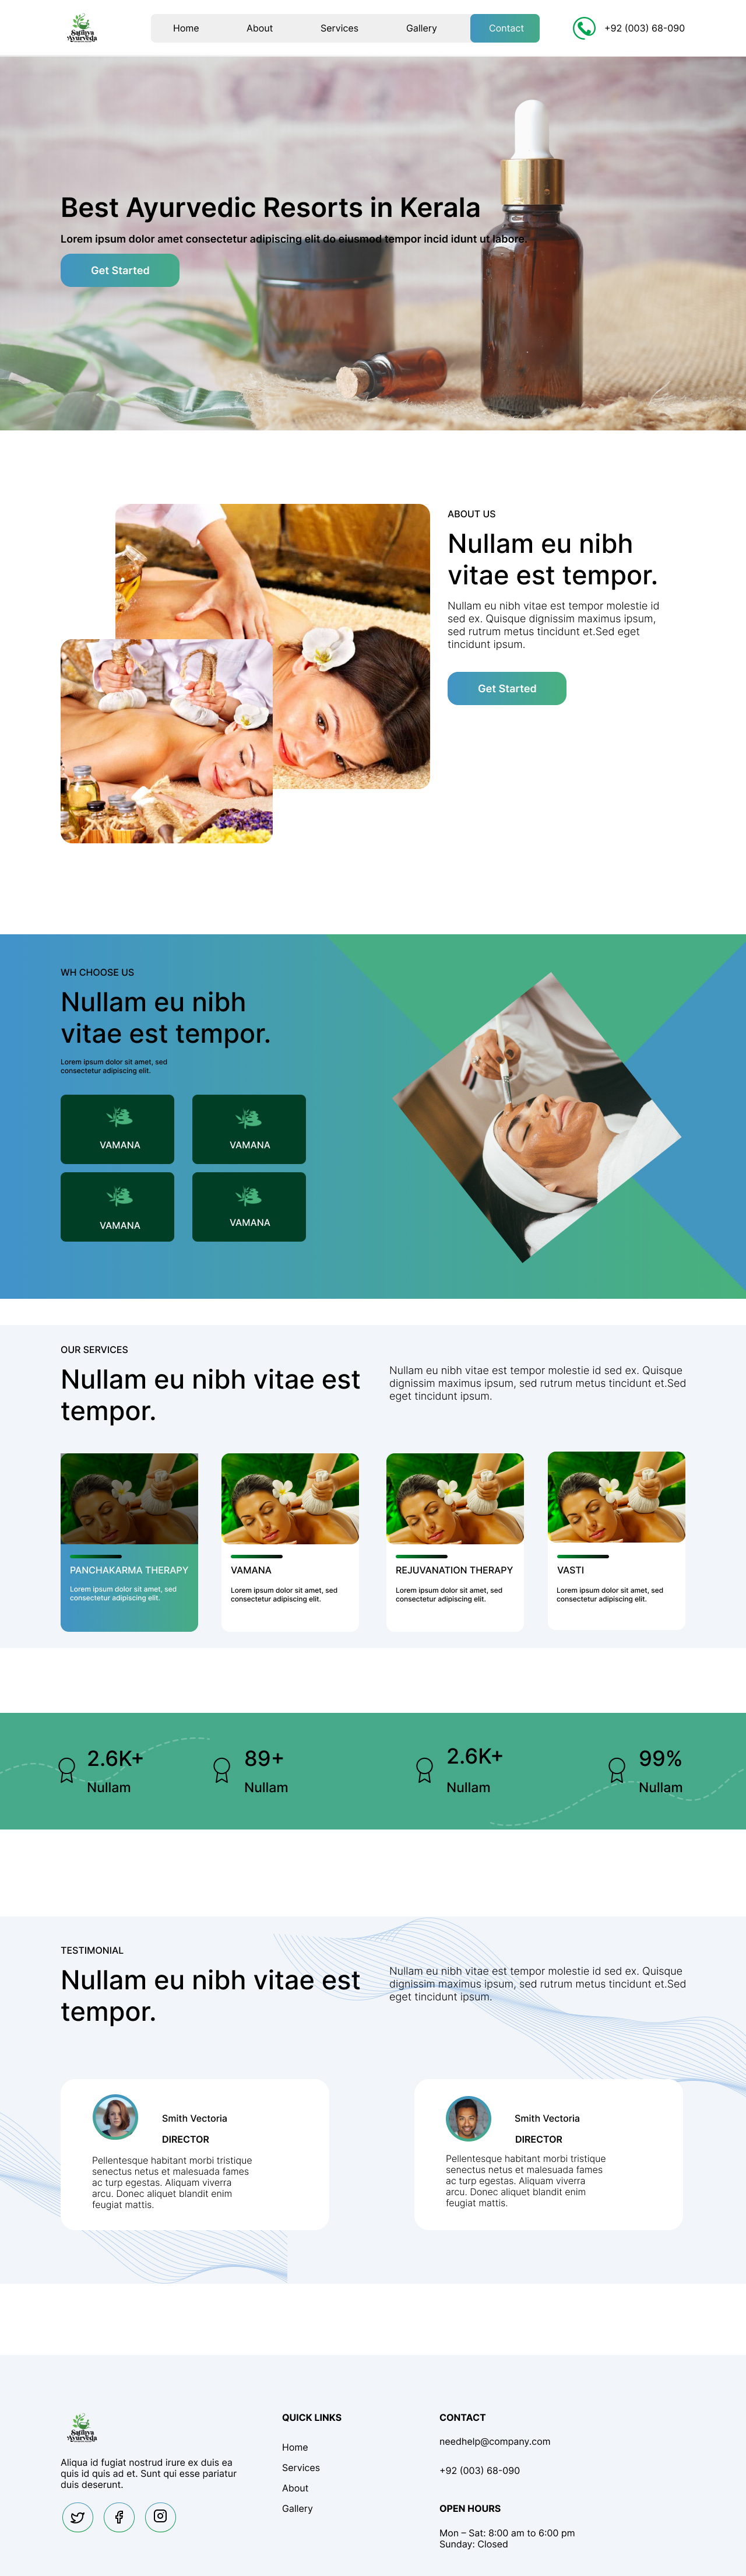 Sathya
Ayurveda
Home
About
Services
Gallery
Contact
+92 (003) 68-090
Best Ayurvedic Resorts in Kerala
Lorem ipsum dolor amet consectetur adipiscing elit do eiusmod tempor incid idunt ut labore.
Get Started
ABOUT US
Nullam eu nibh
vitae est tempor.
Nullam eu nibh vitae est tempor molestie id
sed ex. Quisque dignissim maximus ipsum,
sed rutrum metus tincidunt et.Sed eget
tincidunt ipsum.
Get Started
WH CHOOSE US
Nullam eu nibh
vitae est tempor.
Lorem ipsum dolor sit amet, sed
consectetur adipiscing elit.
VAMANA
VAMANA
VAMANA
VAMANA
OUR SERVICES
Nullam eu nibh vitae est
tempor.
Nullam eu nibh vitae est tempor molestie id sed ex. Quisque
dignissim maximus ipsum, sed rutrum metus tincidunt et.Sed
eget tincidunt ipsum.
PANCHAKARMA THERAPY
Lorem ipsum dolor sit amet, sed
consectetur adipiscing elit.
VAMANA
Lorem ipsum dolor sit amet, sed
consectetur adipiscing elit.
REJUVANATION THERAPY
Lorem ipsum dolor sit amet, sed
consectetur adipiscing elit.
VASTI
Lorem ipsum dolor sit amet, sed
consectetur adipiscing elit.
2.6K+
Nullam
89+
Nullam
2.6K+
Nullam
99%
Nullam
TESTIMONIAL
Nullam eu nibh vitae est
tempor.
Nullam eu nibh vitae est tempor molestie id sed ex. Quisque
dignissim maximus ipsum, sed rutrum metus tincidunt et.Sed
eget tincidunt ipsum.
Smith Vectoria
DIRECTOR
Pellentesque habitant morbi tristique
senectus netus et malesuada fames
ac turp egestas. Aliquam viverra
arcu. Donec aliquet blandit enim
feugiat mattis.
Smith Vectoria
DIRECTOR
Pellentesque habitant morbi tristique
senectus netus et malesuada fames
ac turp egestas. Aliquam viverra
arcu. Donec aliquet blandit enim
feugiat mattis.
Sathya
Ayurveda
Aliqua id fugiat nostrud irure ex duis ea
quis id quis ad et. Sunt qui esse pariatur
duis deserunt.
QUICK LINKS
Home
Services
About
Gallery
CONTACT
needhelp@company.com
+92 (003) 68-090
OPEN HOURS
Mon – Sat: 8:00 am to 6:00 pm
Sunday: Closed